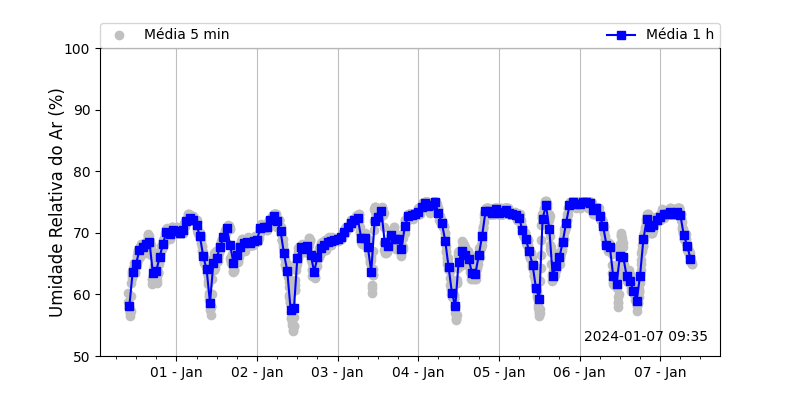 Média 5 min
Média 1 h
Umidade Relativa do Ar (%)
100
90
80
70
60
50
2024-01-07 09:35
01 - Jan
02 - Jan
03 - Jan
04 - Jan
05 - Jan
06 - Jan
07 - Jan